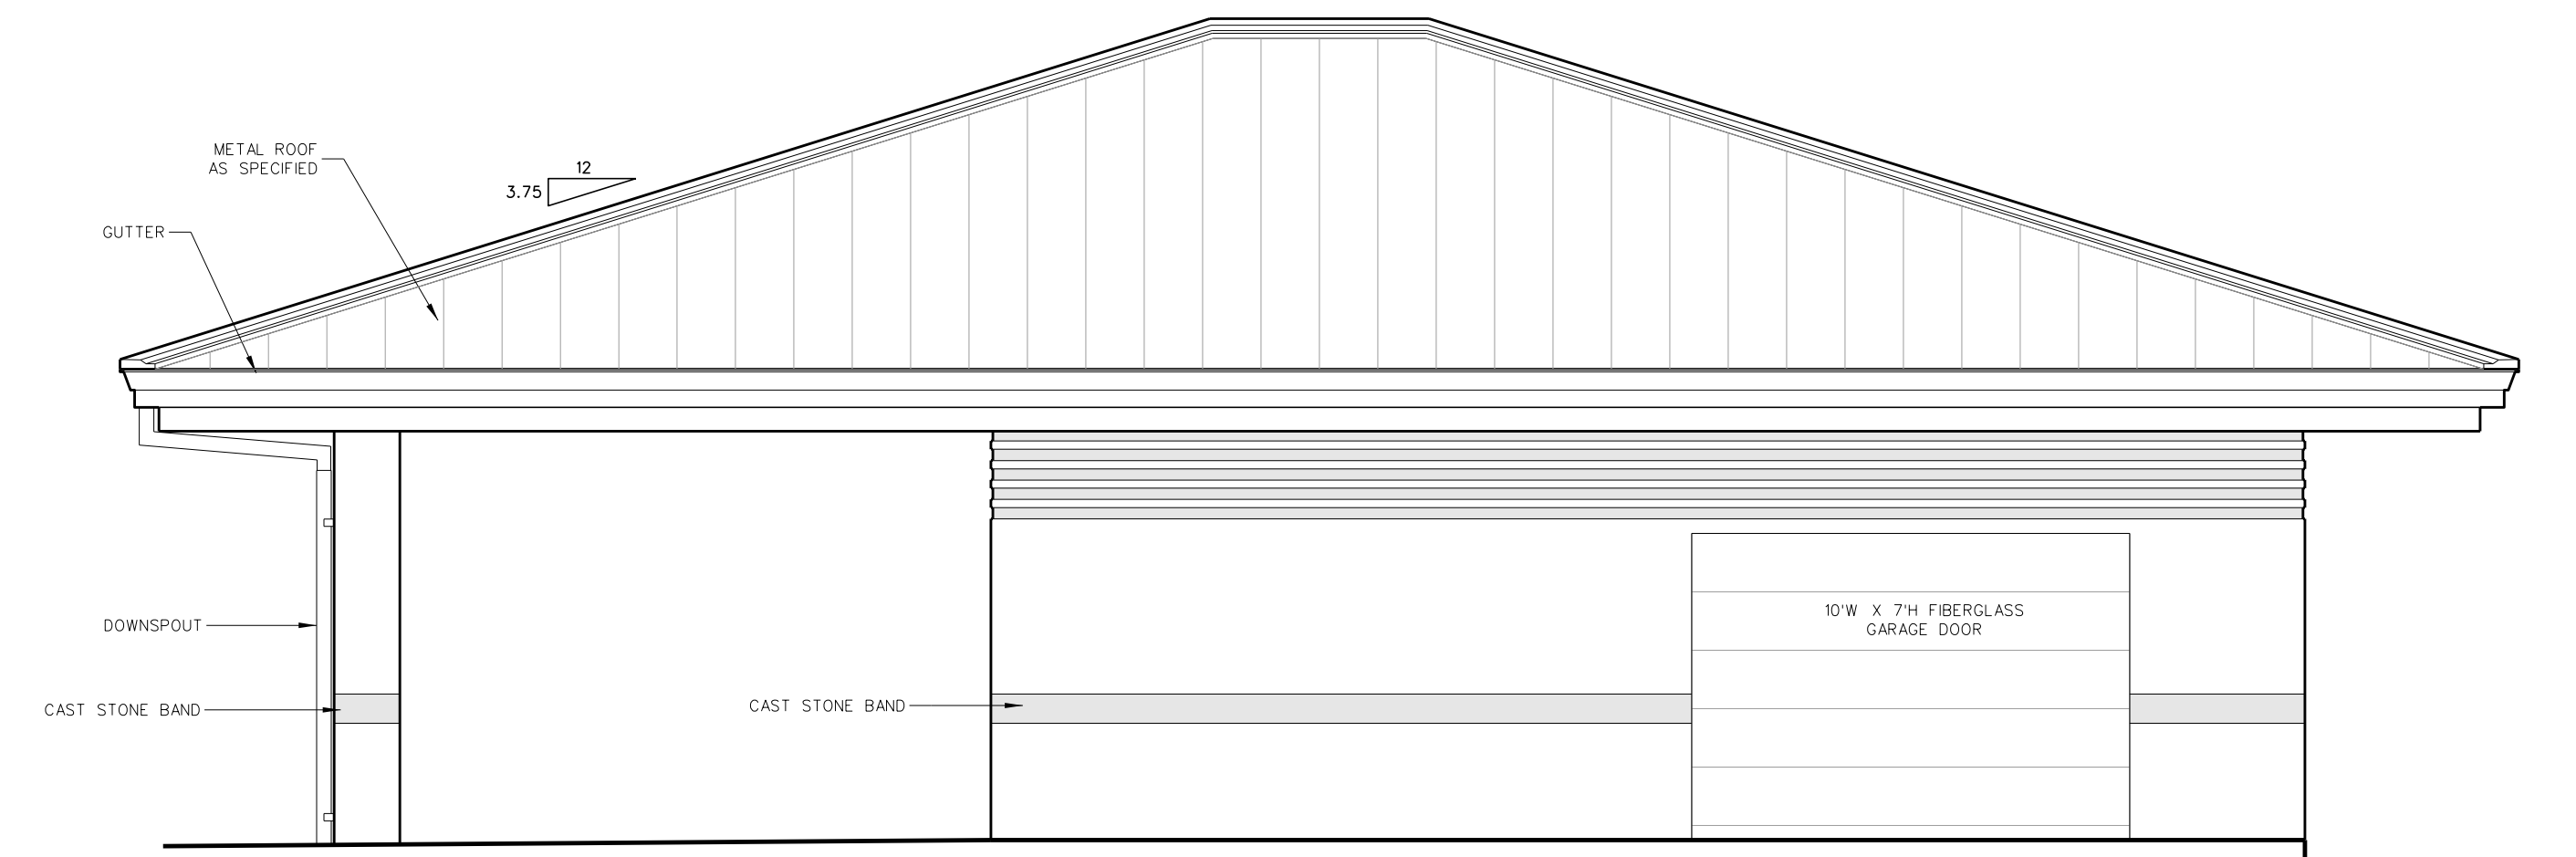 METAL ROOF
AS SPECIFIED
12
3.75
GUTTER
10'W X 7'H FIBERGLASS
GARAGE DOOR
DOWNSPOUT
CAST STONE BAND
CAST STONE BAND